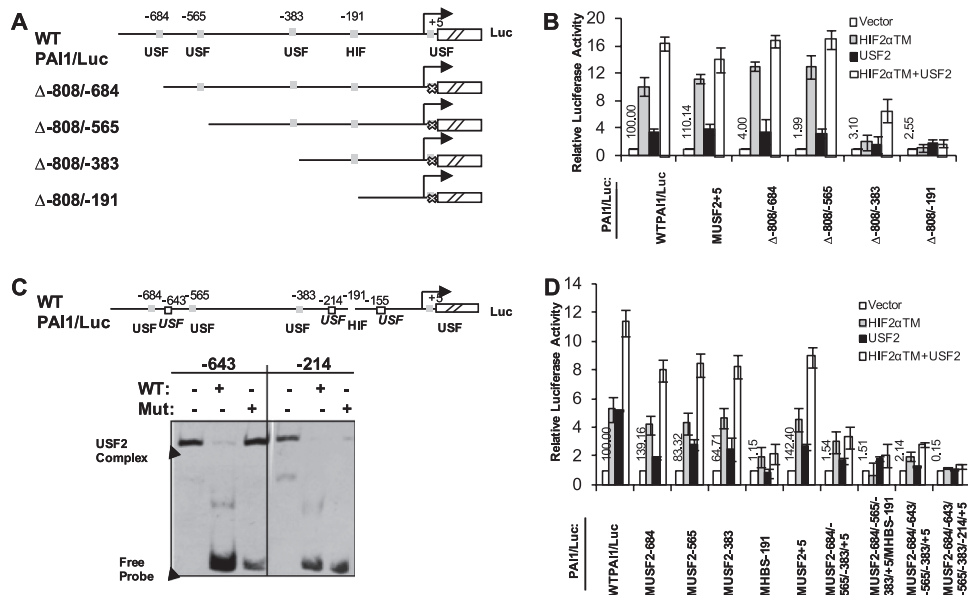 A
-684 -565 -383 -191 +5
WT
PAI1/Luc
USF USF USF HIF USF
Luc
Δ-808/-684
Δ-808/-565
Δ-808/-383
Δ-808/-191
B
Relative Luciferase Activity
20
16
12
8
4
0
Vector
HIF2αTM
USF2
HIF2αTM+USF2
100.00
110.14
4.00
1.99
3.10
2.55
PAI1/Luc:
WTPAI1/Luc
MUSF2+5
Δ-808/-684
Δ-808/-565
Δ-808/-383
Δ-808/-191
C
WT
PAI1/Luc
-684 -643 -565 -383 -214 -191 -155 +5
USF USF USF USF USF HIF USF USF
Luc
-643 -214
WT: - + - - + -
Mut: - - + - - +
USF2
Complex
Free
Probe
D
Relative Luciferase Activity
14
12
10
8
6
4
2
0
Vector
HIF2αTM
USF2
HIF2αTM+USF2
100.00
139.16
83.32
64.71
1.15
142.40
1.54
1.51
2.14
0.15
PAI1/Luc:
WTPAI1/Luc
MUSF2-684
MUSF2-565
MUSF2-383
MHBS-191
MUSF2+5
MUSF2-684/-
565/-383/+5
MUSF2-684/-565/-
383/+5/MHBS-191
MUSF2-684/-643/
-565/-383/+5
MUSF2-684/-643/
-565/-383/-214/+5